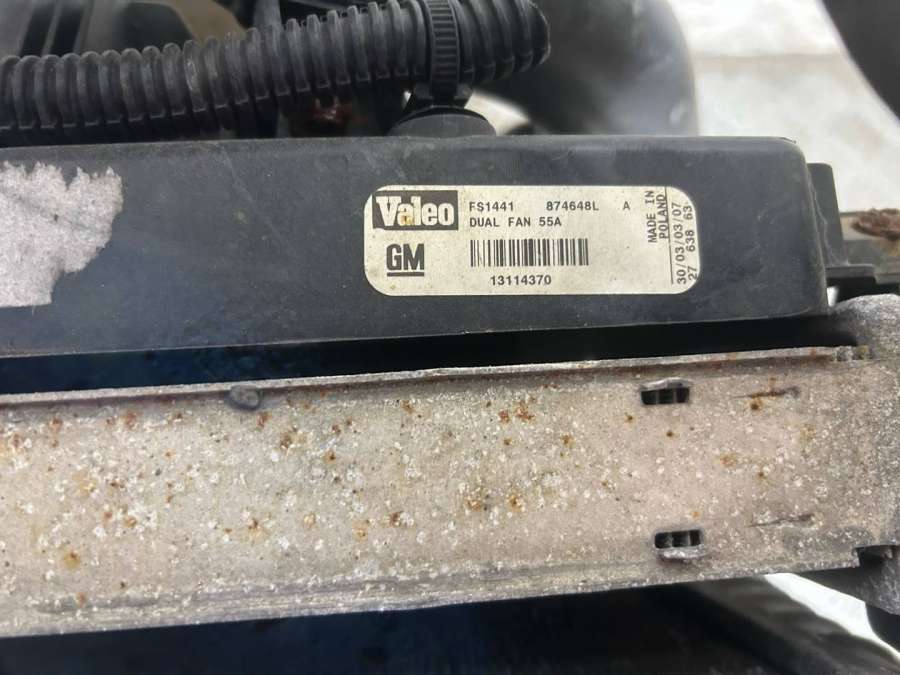 Valeo FS1441 874648L A
DUAL FAN 55A
GM
13114370
MADE IN
POLAND
30/03/03/07
27 638 63